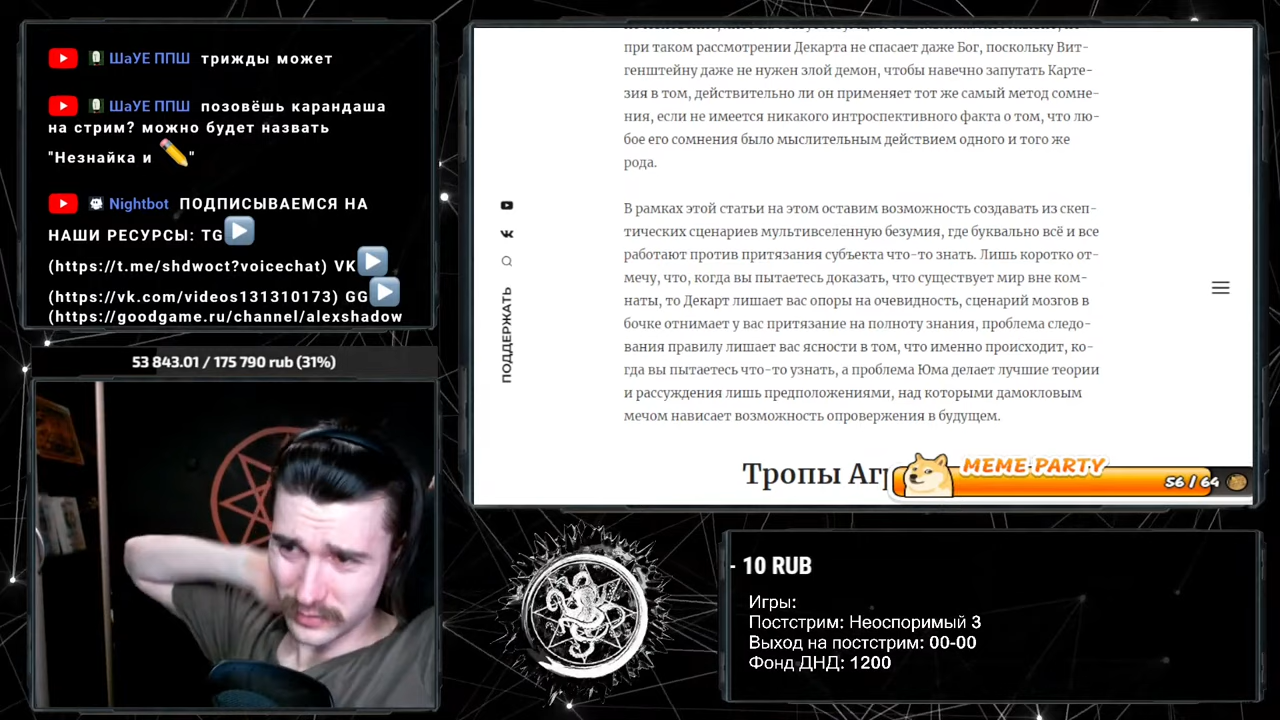 ШаУЕ ППШ трижды может
ШаУЕ ППШ позовёшь карандаша
на стрим? можно будет назвать
"Незнайка и ✏️"
Nightbot ПОДПИСЫВАЕМСЯ НА
НАШИ РЕСУРСЫ: TG▶️
(https://t.me/shdwoct?voicechat) VK▶️
(https://vk.com/videos131310173) GG▶️
(https://goodgame.ru/channel/alexshadow
53 843.01 / 175 790 rub (31%)
при таком рассмотрении Декарта не спасает даже Бог, поскольку Вит-
генштейну даже не нужен злой демон, чтобы навечно запутать Карте-
зия в том, действительно ли он применяет тот же самый метод сомне-
ния, если не имеется никакого интроспективного факта о том, что лю-
бое его сомнения было мыслительным действием одного и того же
рода.
В рамках этой статьи на этом оставим возможность создавать из скеп-
тических сценариев мультивселенную безумия, где буквально всё и все
работают против притязания субъекта что-то знать. Лишь коротко от-
мечу, что, когда вы пытаетесь доказать, что существует мир вне ком-
наты, то Декарт лишает вас опоры на очевидность, сценарий мозгов в
бочке отнимает у вас притязание на полноту знания, проблема следо-
вания правилу лишает вас ясности в том, что именно происходит, ко-
гда вы пытаетесь что-то узнать, а проблема Юма делает лучшие теории
и рассуждения лишь предположениями, над которыми дамокловым
мечом нависает возможность опровержения в будущем.
ПОДДЕРЖАТЬ
Тропы Аг
MEME PARTY
56 / 64
- 10 RUB
Игры:
Постстрим: Неоспоримый 3
Выход на постстрим: 00-00
Фонд ДНД: 1200